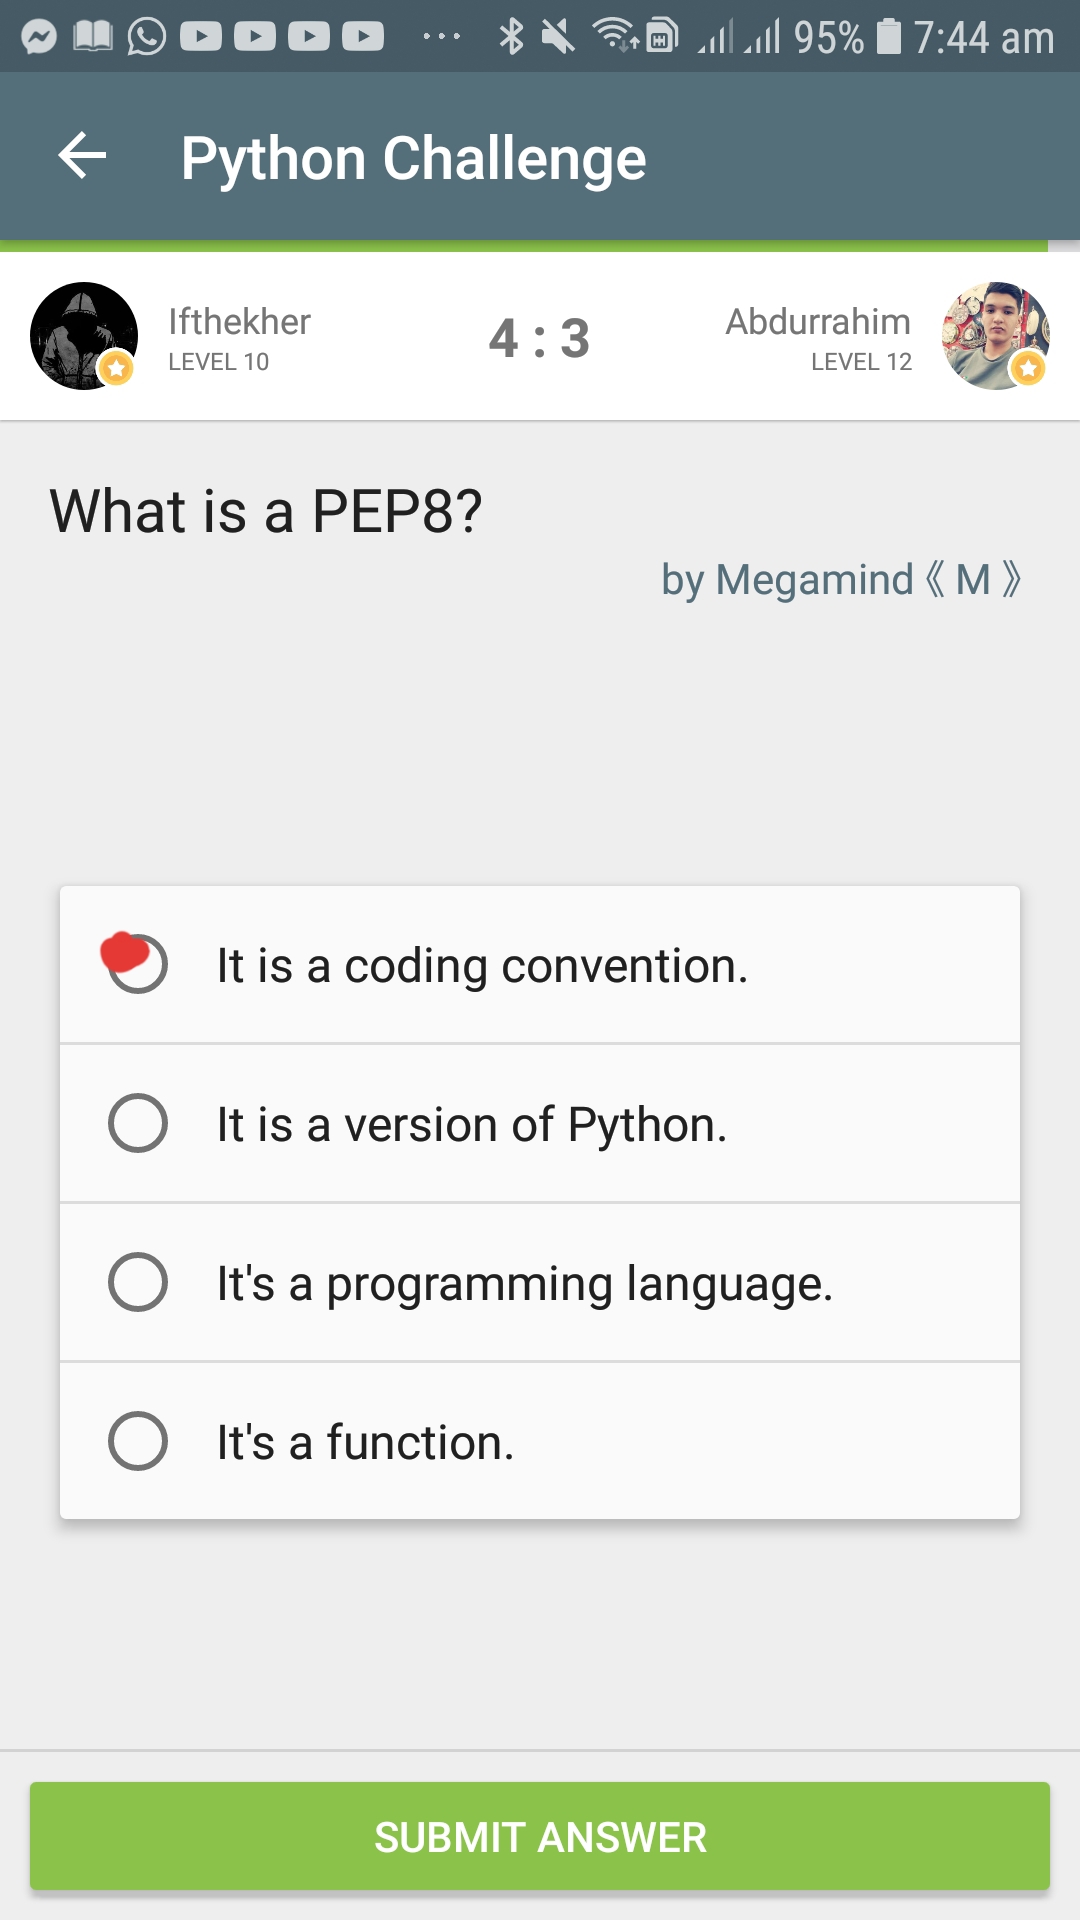 95% 7:44 am
Python Challenge
Ifthekher
LEVEL 10
4 : 3
Abdurrahim
LEVEL 12
What is a PEP8?
by Megamind《 M 》
It is a coding convention.
It is a version of Python.
It's a programming language.
It's a function.
SUBMIT ANSWER